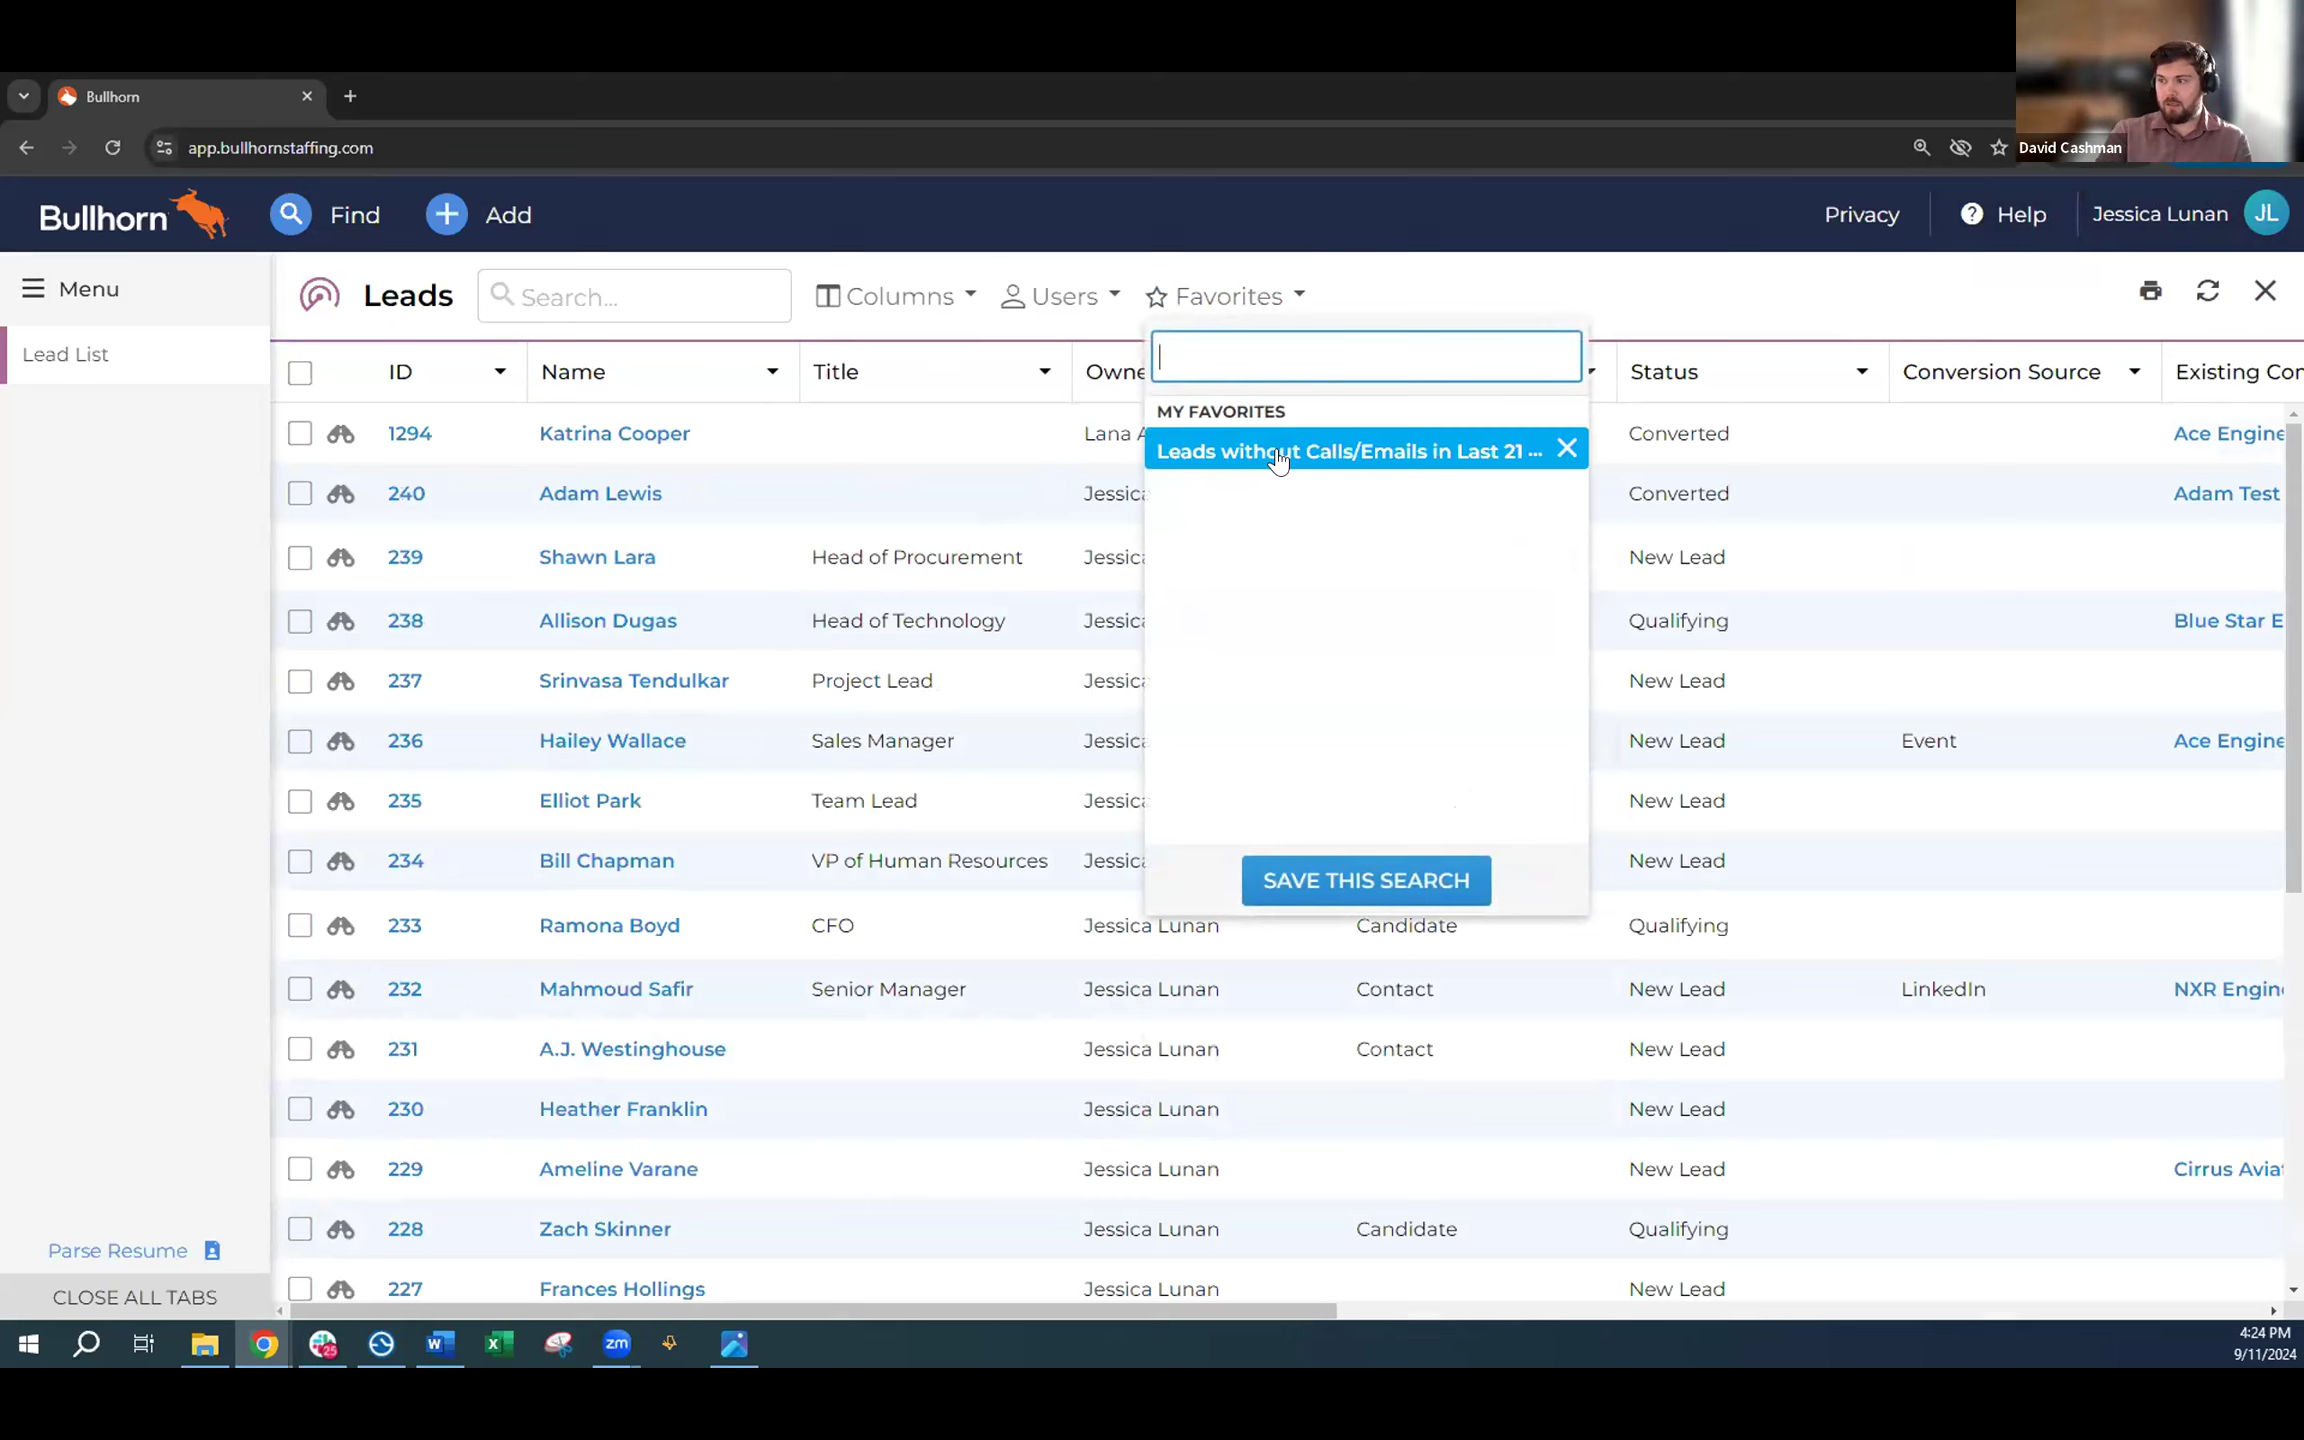 Bullhorn
app.bullhornstaffing.com
David Cashman
Bullhorn
Find
Add
Privacy
Help
Jessica Lunan
JL
Menu
Leads
Search...
Columns
Users
Favorites
Lead List
ID
Name
Title
Owne
Status
Conversion Source
Existing Con
MY FAVORITES
Leads without Calls/Emails in Last 21 ...
SAVE THIS SEARCH
1294 Katrina Cooper Lana A Converted Ace Engine
240 Adam Lewis Jessica Converted Adam Test
239 Shawn Lara Head of Procurement Jessica New Lead
238 Allison Dugas Head of Technology Jessica Qualifying Blue Star E
237 Srinvasa Tendulkar Project Lead Jessica New Lead
236 Hailey Wallace Sales Manager Jessica New Lead Event Ace Engine
235 Elliot Park Team Lead Jessica New Lead
234 Bill Chapman VP of Human Resources Jessica New Lead
233 Ramona Boyd CFO Jessica Lunan Candidate Qualifying
232 Mahmoud Safir Senior Manager Jessica Lunan Contact New Lead LinkedIn NXR Engin
231 A.J. Westinghouse Jessica Lunan Contact New Lead
230 Heather Franklin Jessica Lunan New Lead
229 Ameline Varane Jessica Lunan New Lead Cirrus Avia
228 Zach Skinner Jessica Lunan Candidate Qualifying
227 Frances Hollings Jessica Lunan New Lead
Parse Resume
CLOSE ALL TABS
25
zm
4:24 PM
9/11/2024